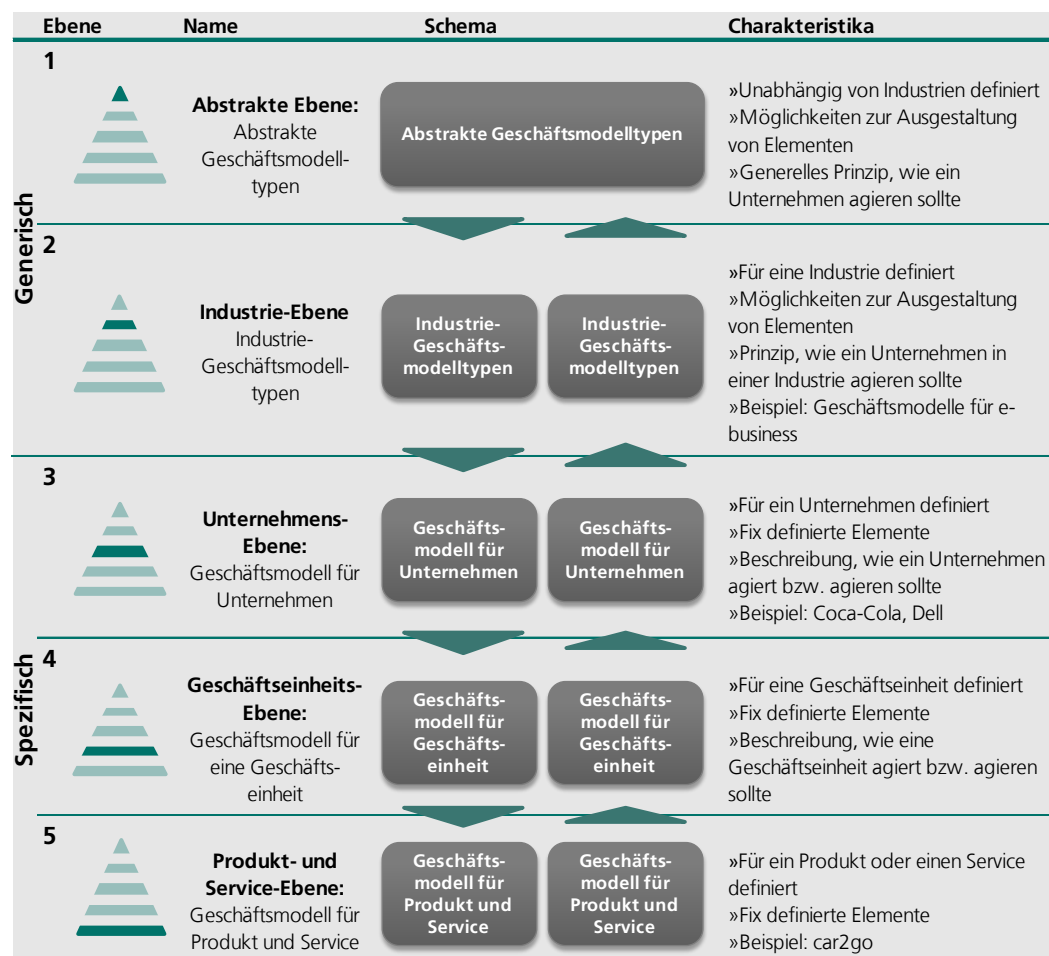 Ebene Name Schema Charakteristika
Generisch
1
Abstrakte Ebene:
Abstrakte
Geschäftsmodell-
typen
Abstrakte Geschäftsmodelltypen
»Unabhängig von Industrien definiert
»Möglichkeiten zur Ausgestaltung
von Elementen
»Generelles Prinzip, wie ein
Unternehmen agieren sollte
2
Industrie-Ebene
Industrie-
Geschäftsmodell-
typen
Industrie-
Geschäfts-
modelltypen
Industrie-
Geschäfts-
modelltypen
»Für eine Industrie definiert
»Möglichkeiten zur Ausgestaltung
von Elementen
»Prinzip, wie ein Unternehmen in
einer Industrie agieren sollte
»Beispiel: Geschäftsmodelle für e-
business
Spezifisch
3
Unternehmens-
Ebene:
Geschäftsmodell für
Unternehmen
Geschäfts-
modell für
Unternehmen
Geschäfts-
modell für
Unternehmen
»Für ein Unternehmen definiert
»Fix definierte Elemente
»Beschreibung, wie ein Unternehmen
agiert bzw. agieren sollte
»Beispiel: Coca-Cola, Dell
4
Geschäftseinheits-
Ebene:
Geschäftsmodell für
eine Geschäfts-
einheit
Geschäfts-
modell für
Geschäfts-
einheit
Geschäfts-
modell für
Geschäfts-
einheit
»Für eine Geschäftseinheit definiert
»Fix definierte Elemente
»Beschreibung, wie eine
Geschäftseinheit agiert bzw. agieren
sollte
5
Produkt- und
Service-Ebene:
Geschäftsmodell für
Produkt und Service
Geschäfts-
modell für
Produkt und
Service
Geschäfts-
modell für
Produkt und
Service
»Für ein Produkt oder einen Service
definiert
»Fix definierte Elemente
»Beispiel: car2go